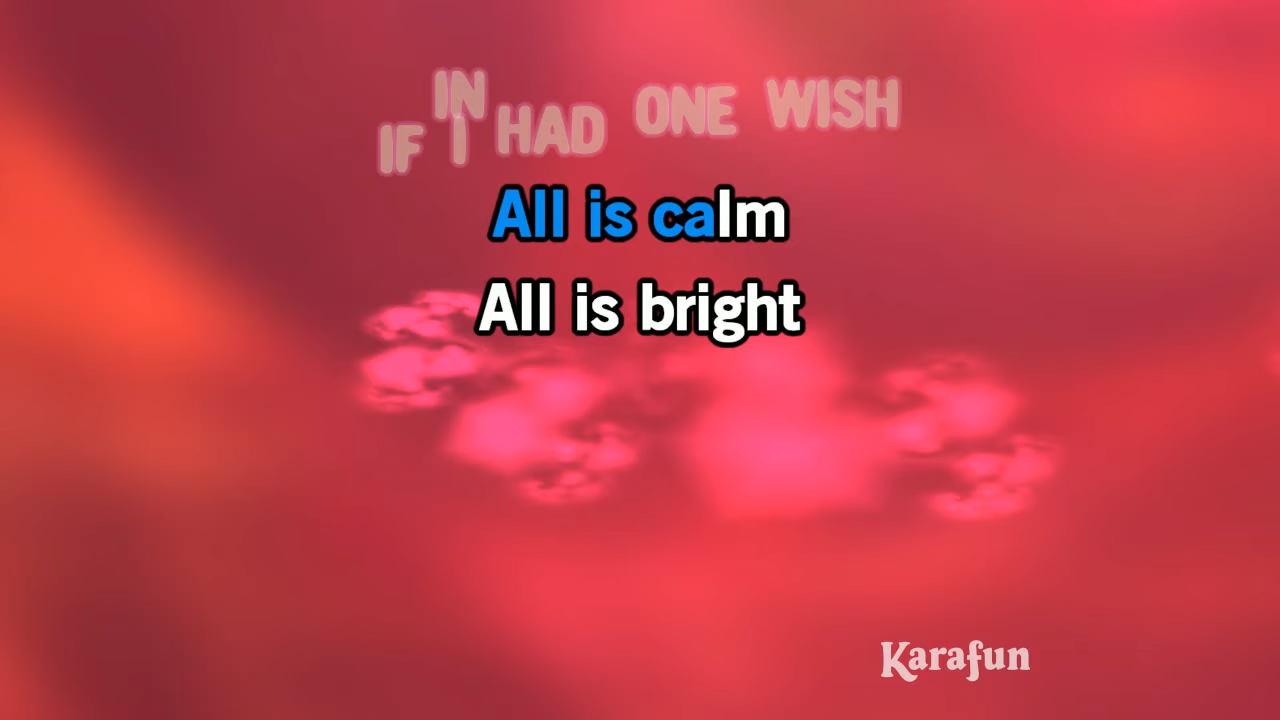 IN
IF I HAD ONE WISH
All is calm
All is bright
Karafun